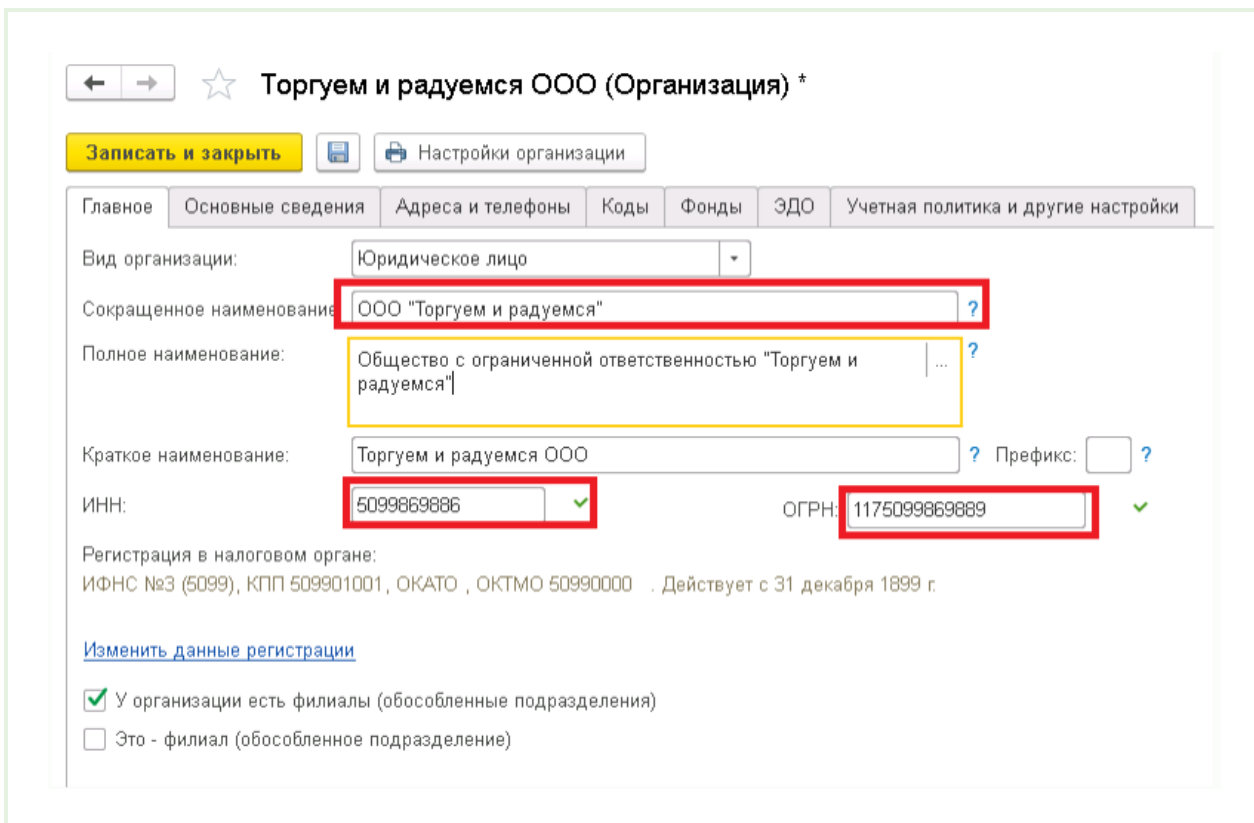 Торгуем и радуемся ООО (Организация) *
Записать и закрыть Настройки организации
Главное Основные сведения Адреса и телефоны Коды Фонды ЭДО Учетная политика и другие настройки
Вид организации: Юридическое лицо
Сокращенное наименование ООО "Торгуем и радуемся" ?
Полное наименование: Общество с ограниченной ответственностью "Торгуем и ... ?
радуемся"
Краткое наименование: Торгуем и радуемся ООО ? Префикс: ?
ИНН: 5099869886 ОГРН: 1175099869889
Регистрация в налоговом органе:
ИФНС №3 (5099), КПП 509901001, ОКАТО , ОКТМО 50990000 . Действует с 31 декабря 1899 г.
Изменить данные регистрации
У организации есть филиалы (обособленные подразделения)
Это - филиал (обособленное подразделение)